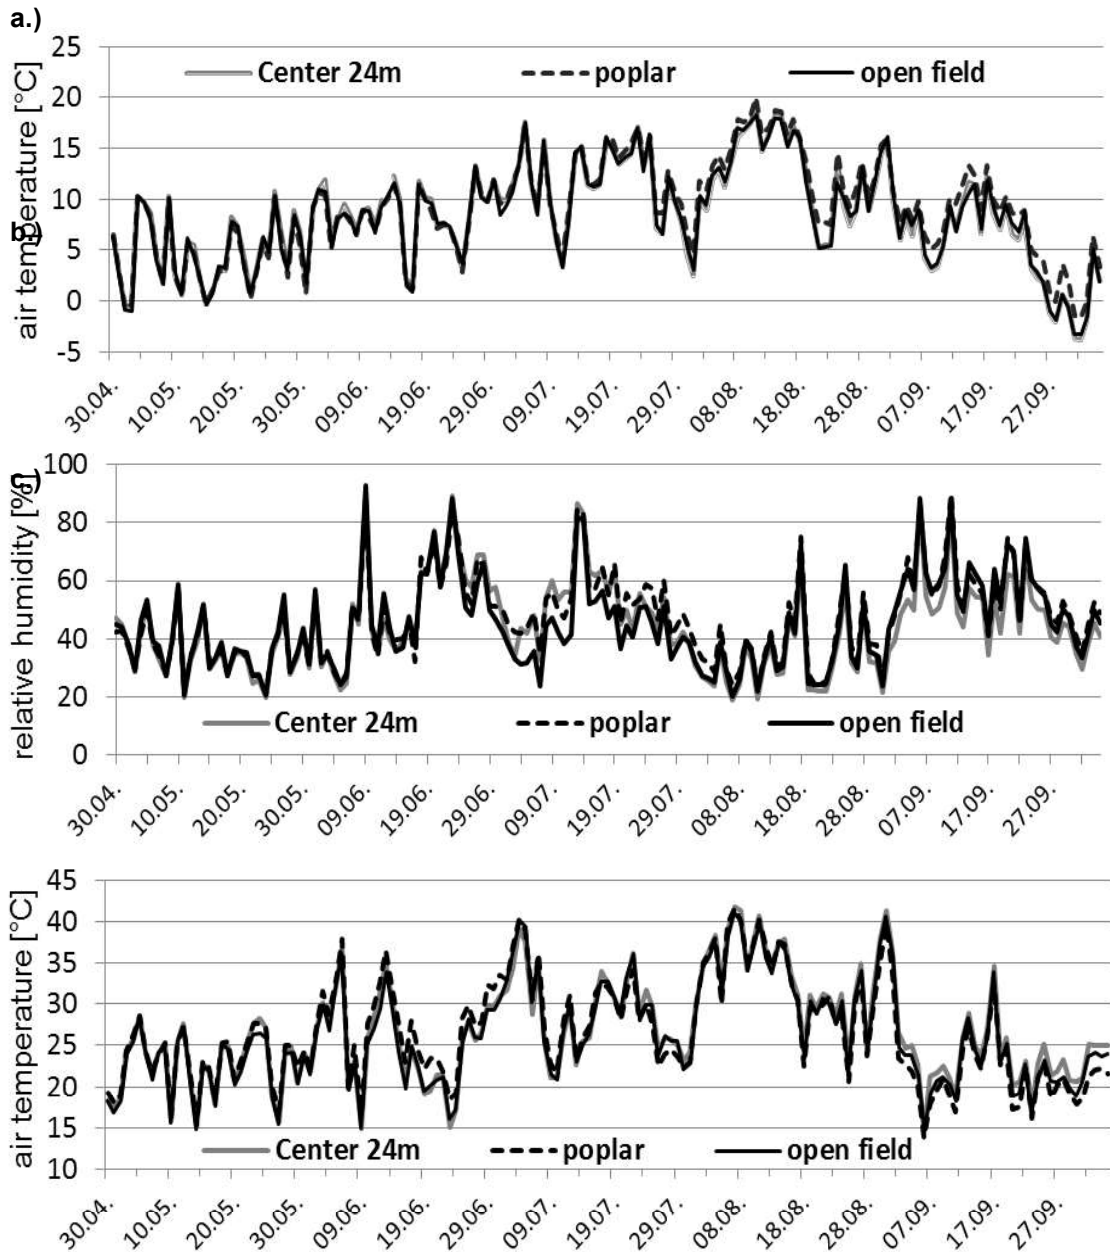 a.)
25
Center 24m poplar open field
20
15
10
5
0
-5
air temperature [°C]
b.)
30.04. 10.05. 20.05. 30.05. 09.06. 19.06. 29.06. 09.07. 19.07. 29.07. 08.08. 18.08. 28.08. 07.09. 17.09. 27.09.
c.)
100
80
60
40
20
0
relative humidity [%]
Center 24m poplar open field
30.04. 10.05. 20.05. 30.05. 09.06. 19.06. 29.06. 09.07. 19.07. 29.07. 08.08. 18.08. 28.08. 07.09. 17.09. 27.09.
45
40
35
30
25
20
15
10
air temperature [°C]
Center 24m poplar open field
30.04. 10.05. 20.05. 30.05. 09.06. 19.06. 29.06. 09.07. 19.07. 29.07. 08.08. 18.08. 28.08. 07.09. 17.09. 27.09.